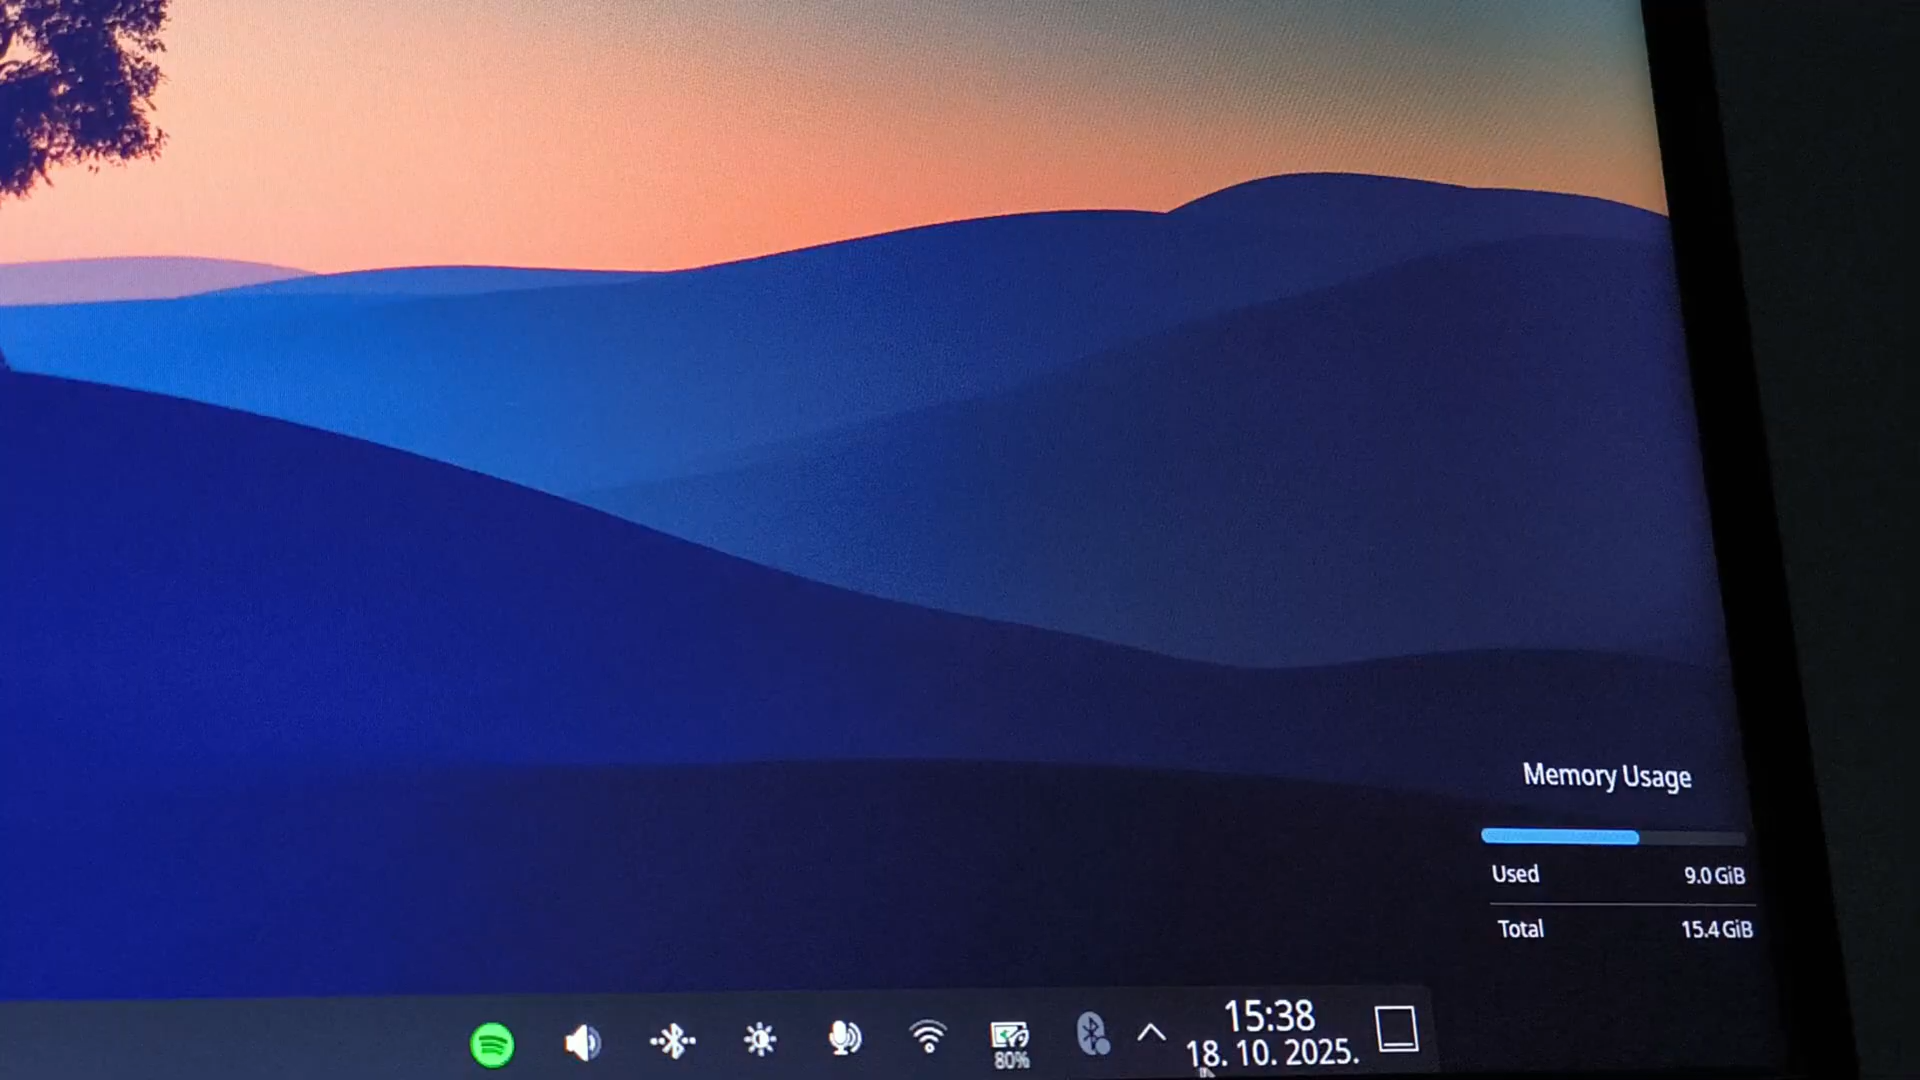 Memory Usage
Used 9.0 GiB
Total 15.4 GiB
80%
15:38
18. 10. 2025.